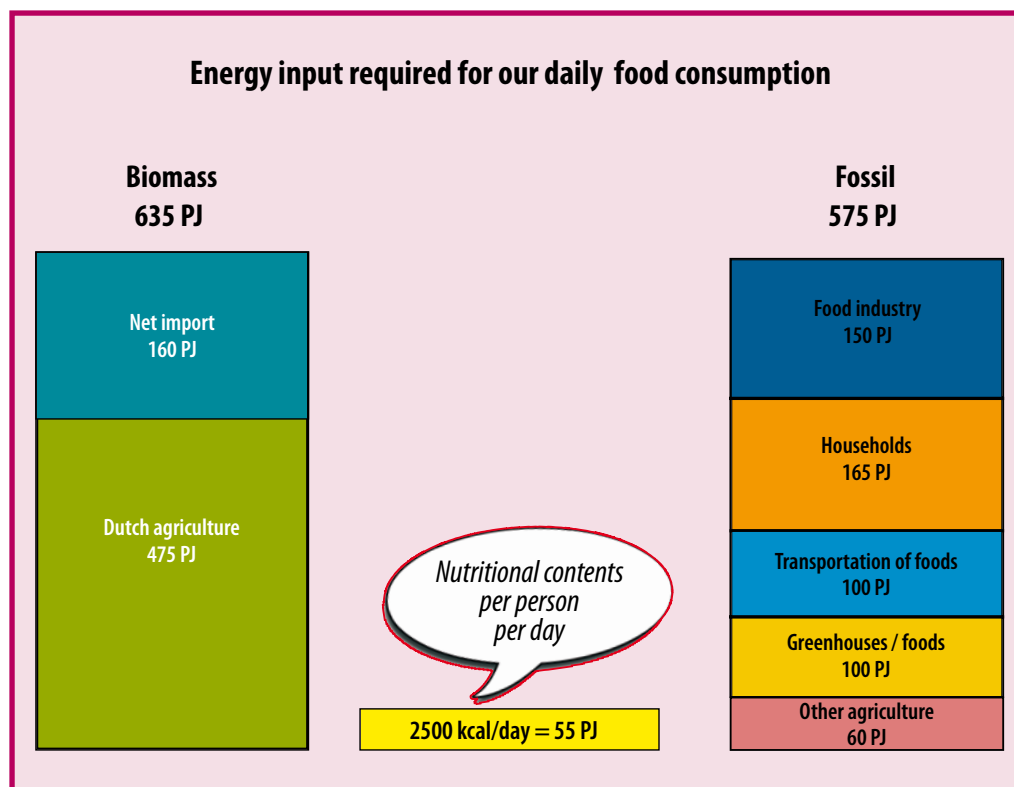 Energy input required for our daily food consumption
Biomass
635 PJ
Net import
160 PJ
Dutch agriculture
475 PJ
Nutritional contents
per person
per day
2500 kcal/day = 55 PJ
Fossil
575 PJ
Food industry
150 PJ
Households
165 PJ
Transportation of foods
100 PJ
Greenhouses / foods
100 PJ
Other agriculture
60 PJ